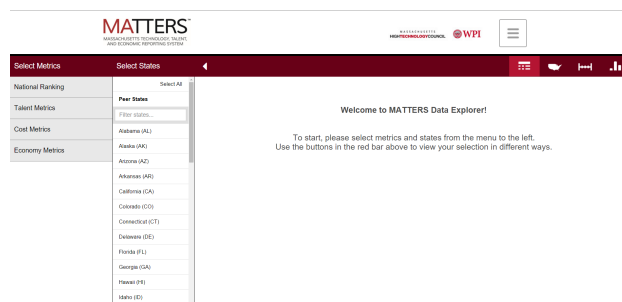 MATTERS™
MASSACHUSETTS TECHNOLOGY, TALENT,
AND ECONOMIC REPORTING SYSTEM
MASSACHUSETTS
HIGHTECHNOLOGYCOUNCIL
WPI
Select Metrics
Select States
National Ranking
Talent Metrics
Cost Metrics
Economy Metrics
Select All
Peer States
Filter states...
Alabama (AL)
Alaska (AK)
Arizona (AZ)
Arkansas (AR)
California (CA)
Colorado (CO)
Connecticut (CT)
Delaware (DE)
Florida (FL)
Georgia (GA)
Hawaii (HI)
Idaho (ID)
Welcome to MATTERS Data Explorer!
To start, please select metrics and states from the menu to the left.
Use the buttons in the red bar above to view your selection in different ways.